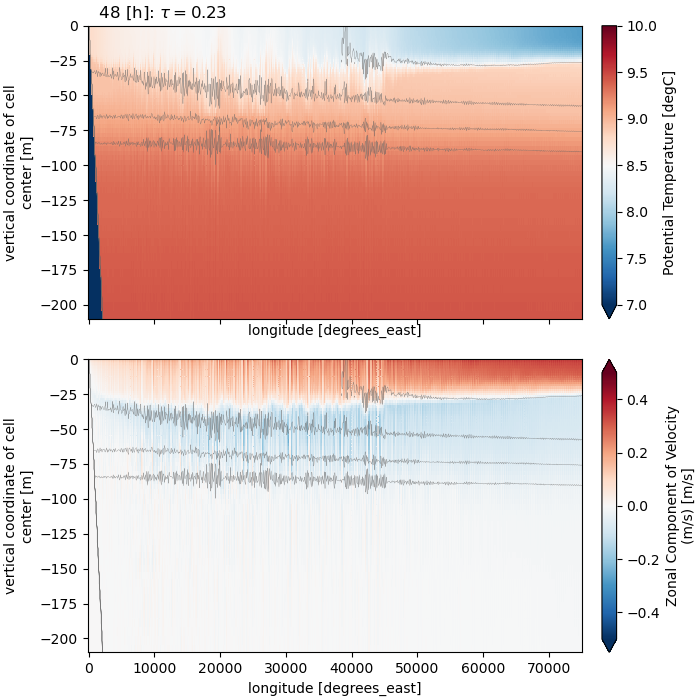 48 [h]: τ = 0.23
0
−25
−50
−75
−100
−125
−150
−175
−200
vertical coordinate of cell
center [m]
longitude [degrees_east]
10.0
9.5
9.0
8.5
8.0
7.5
7.0
Potential Temperature [degC]
0
−25
−50
−75
−100
−125
−150
−175
−200
vertical coordinate of cell
center [m]
0 10000 20000 30000 40000 50000 60000 70000
longitude [degrees_east]
0.4
0.2
0.0
−0.2
−0.4
Zonal Component of Velocity
(m/s) [m/s]